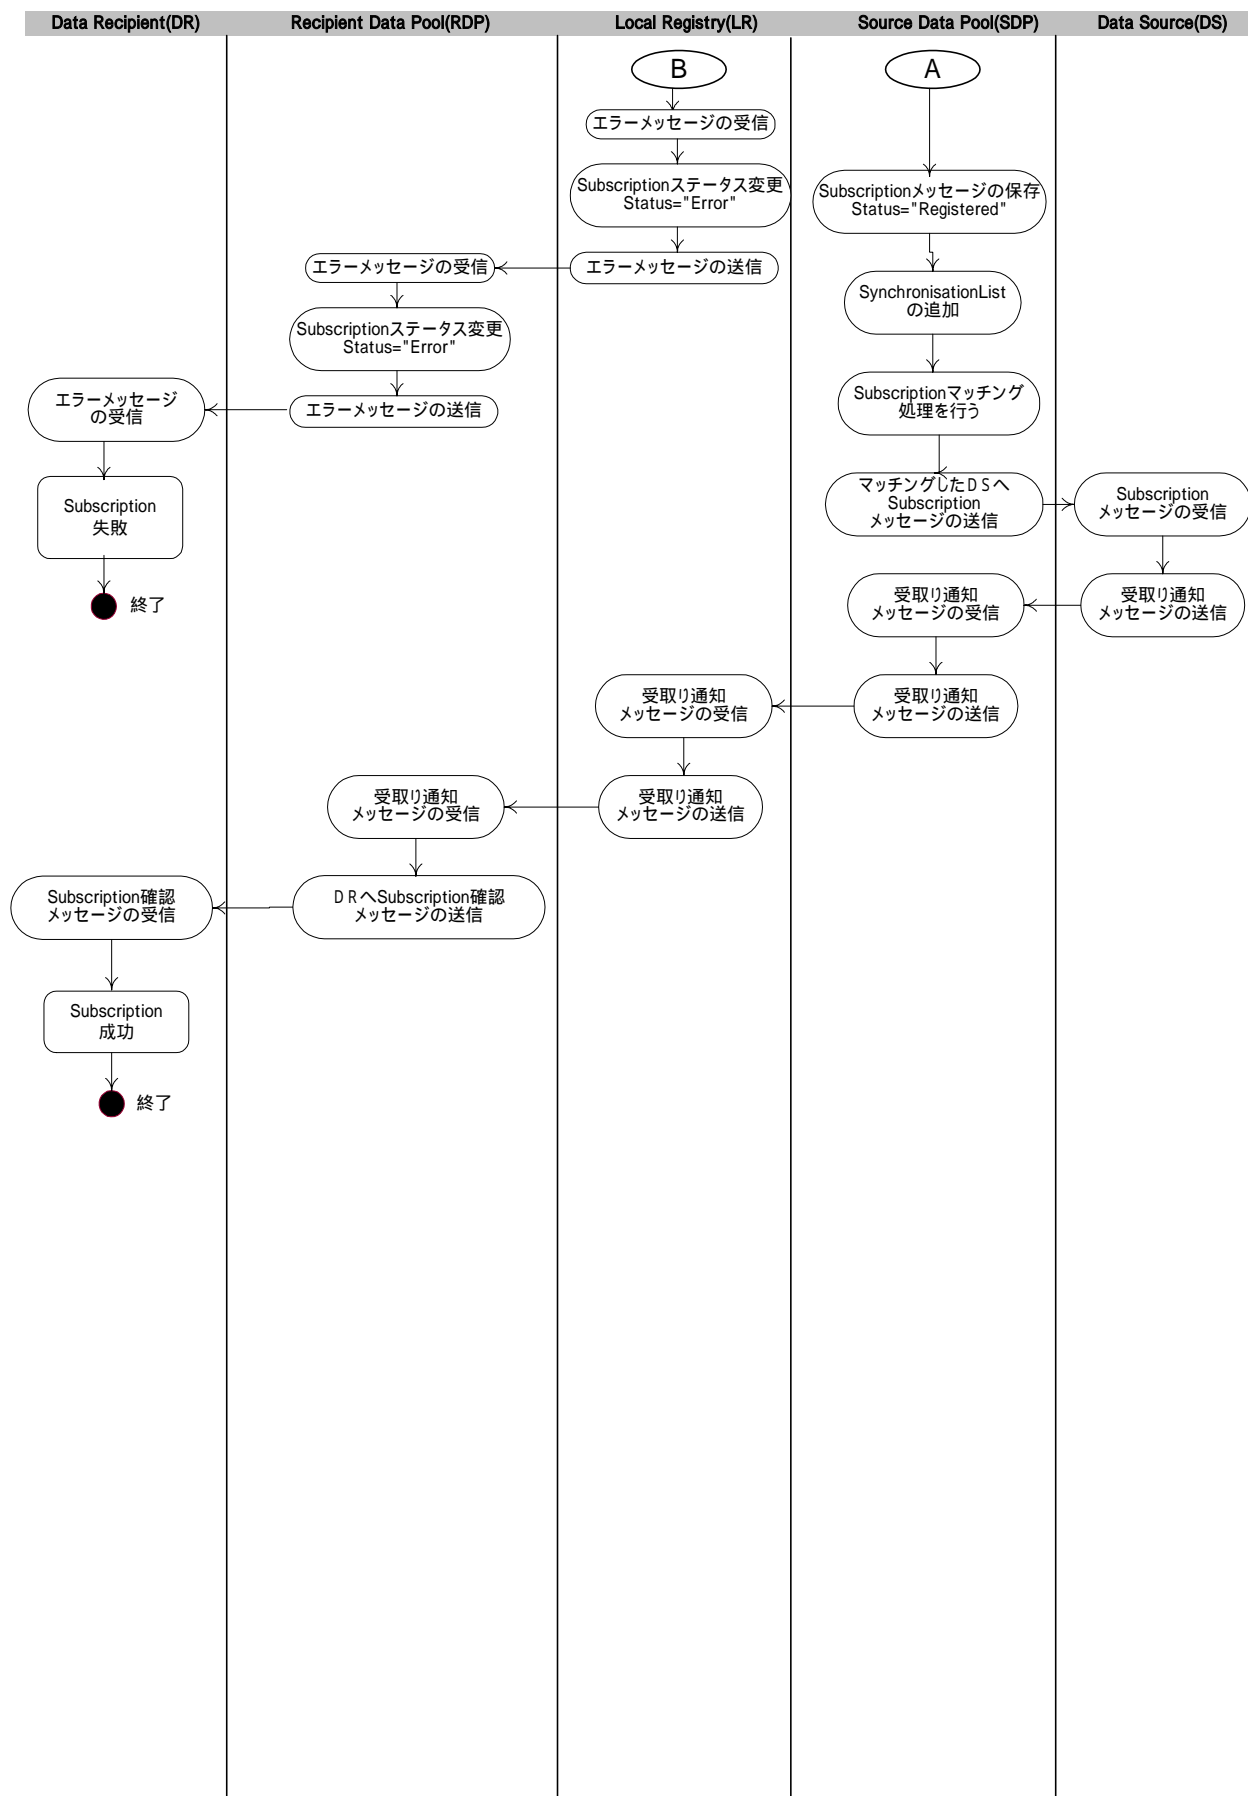 Data Recipient(DR)
Recipient Data Pool(RDP)
Local Registry(LR)
Source Data Pool(SDP)
Data Source(DS)
B
A
エラーメッセージの受信
Subscriptionステータス変更
Status="Error"
Subscriptionメッセージの保存
Status="Registered"
エラーメッセージの受信
エラーメッセージの送信
SynchronisationList
の追加
Subscriptionステータス変更
Status="Error"
エラーメッセージ
の受信
エラーメッセージの送信
Subscriptionマッチング
処理を行う
Subscription
失敗
マッチングしたＤＳへ
Subscription
メッセージの送信
Subscription
メッセージの受信
終了
受取り通知
メッセージの受信
受取り通知
メッセージの送信
受取り通知
メッセージの受信
受取り通知
メッセージの送信
受取り通知
メッセージの受信
受取り通知
メッセージの送信
Subscription確認
メッセージの受信
ＤＲへSubscription確認
メッセージの送信
Subscription
成功
終了